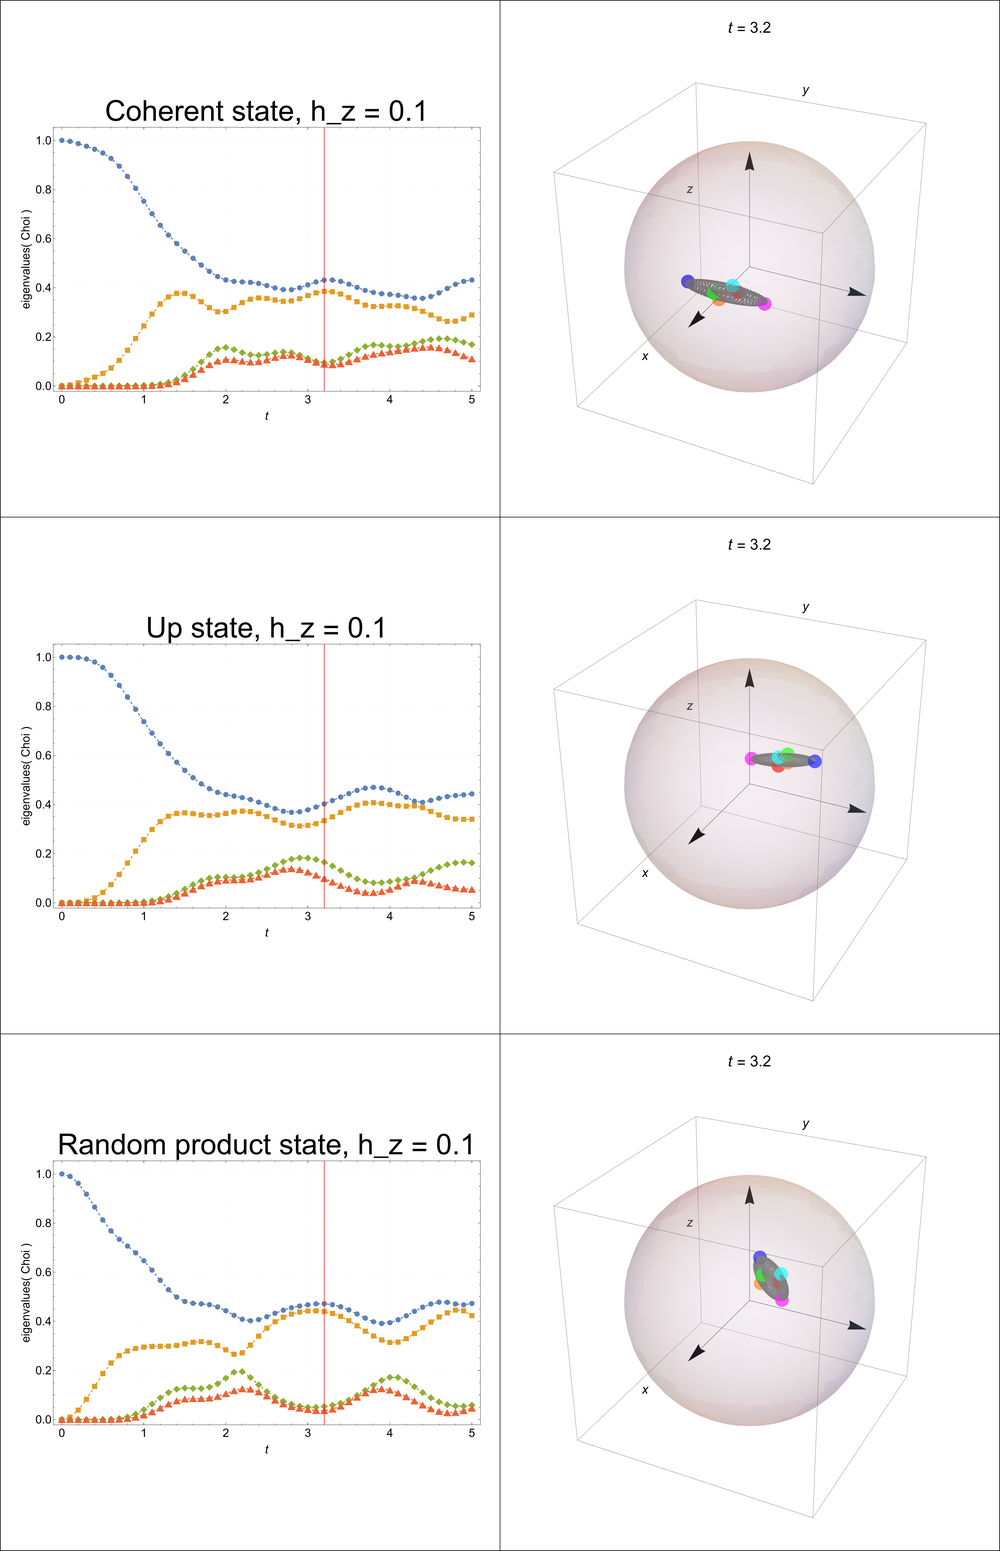 Coherent state, h_z = 0.1
eigenvalues( Choi )
1.0
0.8
0.6
0.4
0.2
0.0
0 1 2 3 4 5
t
t = 3.2
y
z
x
Up state, h_z = 0.1
eigenvalues( Choi )
1.0
0.8
0.6
0.4
0.2
0.0
0 1 2 3 4 5
t
t = 3.2
y
z
x
Random product state, h_z = 0.1
eigenvalues( Choi )
1.0
0.8
0.6
0.4
0.2
0.0
0 1 2 3 4 5
t
t = 3.2
y
z
x